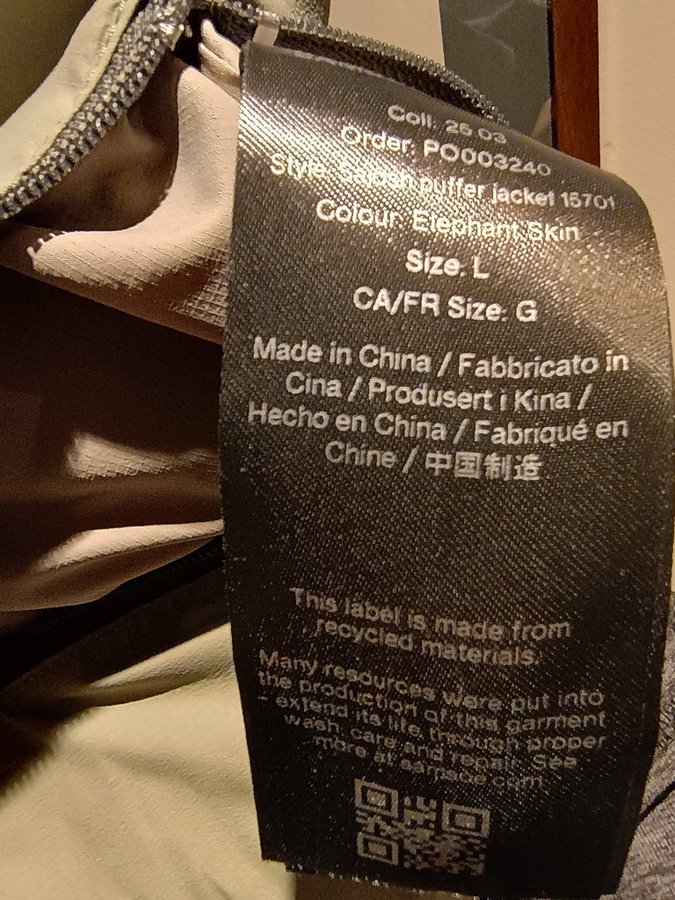 Coll: 25.03
Order: PO003240
Style: puffer jacket 15701
Colour: Elephant Skin
Size: L
CA/FR Size: G
Made in China / Fabbricato in
Cina / Produsert i Kina /
Hecho en China / Fabriqué en
Chine / 中国制造
This label is made from
recycled materials.
Many resources were put into
the production of this garment
- extend its life through proper
wash, care and repair. See
more at